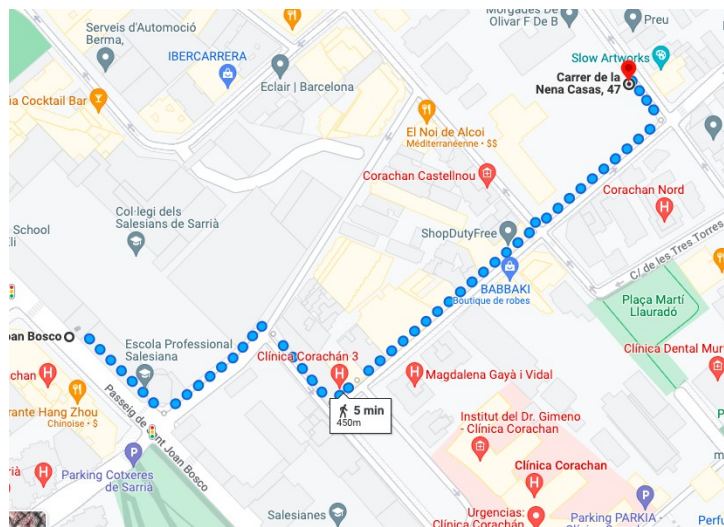 Morgades De
Olivar F De B
Preu
Serveis d'Automoció
Berma,
IBERCARRERA
Slow Artworks
Eclair | Barcelona
Carrer de la
Nena Casas, 47
ia Cocktail Bar
El Noi de Alcoi
Méditerranéenne • $$
Corachan Castellnou
Corachan Nord
Col·legi dels
Salesians de Sarrià
School
ShopDutyFree
C/ de les Tres Torres
BABBAKI
Boutique de robes
Plaça Martí
Llauradó
oan Bosco
Escola Professional
Salesiana
Clínica Corachán 3
Clínica Dental Mur
chan
Magdalena Gayà i Vidal
rante Hang Zhou
Chinoise • $
Passeig de Sant Joan Bosco
5 min
450m
Institut del Dr. Gimeno
- Clínica Corachan
Parking Cotxeres
de Sarrià
Clínica Corachan
Salesianes
Urgencias:
Clínica Corachán
Parking PARKIA -